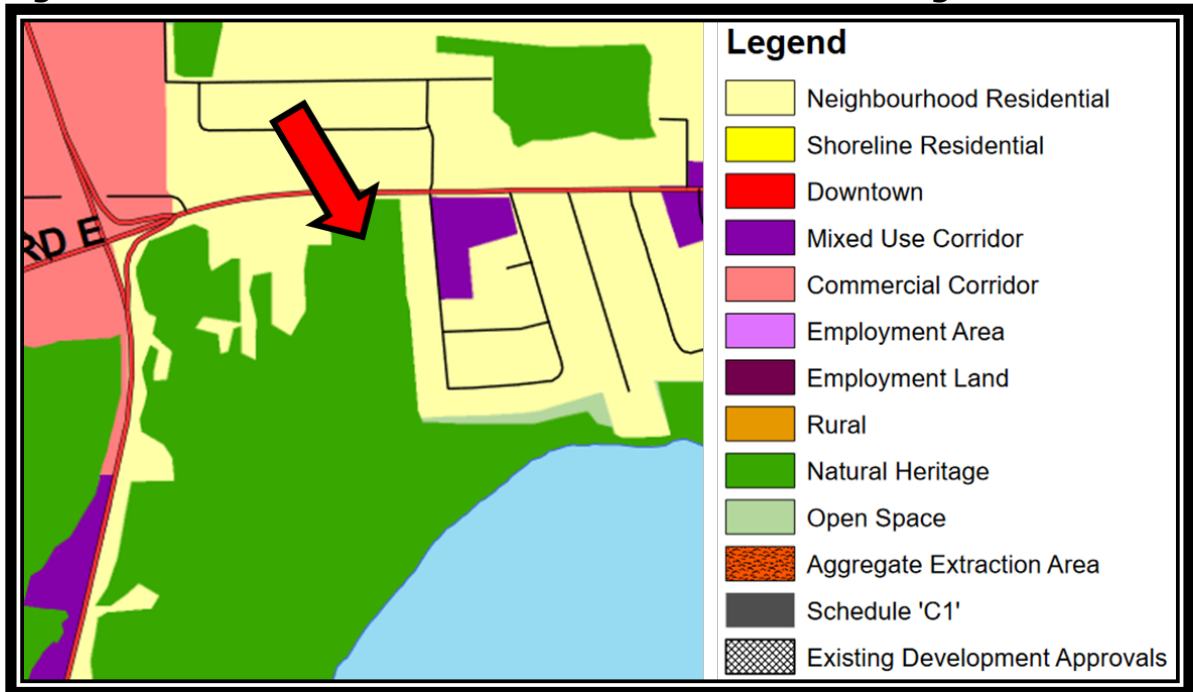 RD E
Legend
Neighbourhood Residential
Shoreline Residential
Downtown
Mixed Use Corridor
Commercial Corridor
Employment Area
Employment Land
Rural
Natural Heritage
Open Space
Aggregate Extraction Area
Schedule 'C1'
Existing Development Approvals